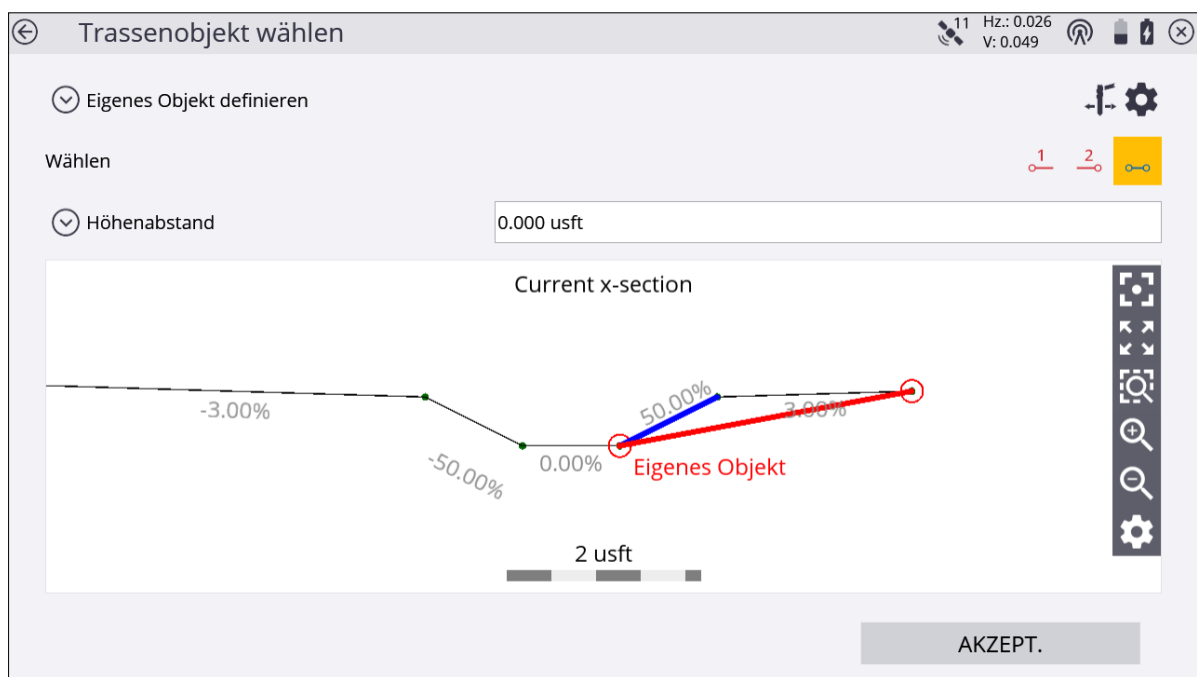 Trassenobjekt wählen
11
Hz.: 0.026
V: 0.049
Eigenes Objekt definieren
Wählen
1
2
Höhenabstand
0.000 usft
Current x-section
-3.00%
-50.00%
0.00%
50.00%
3.00%
Eigenes Objekt
2 usft
AKZEPT.